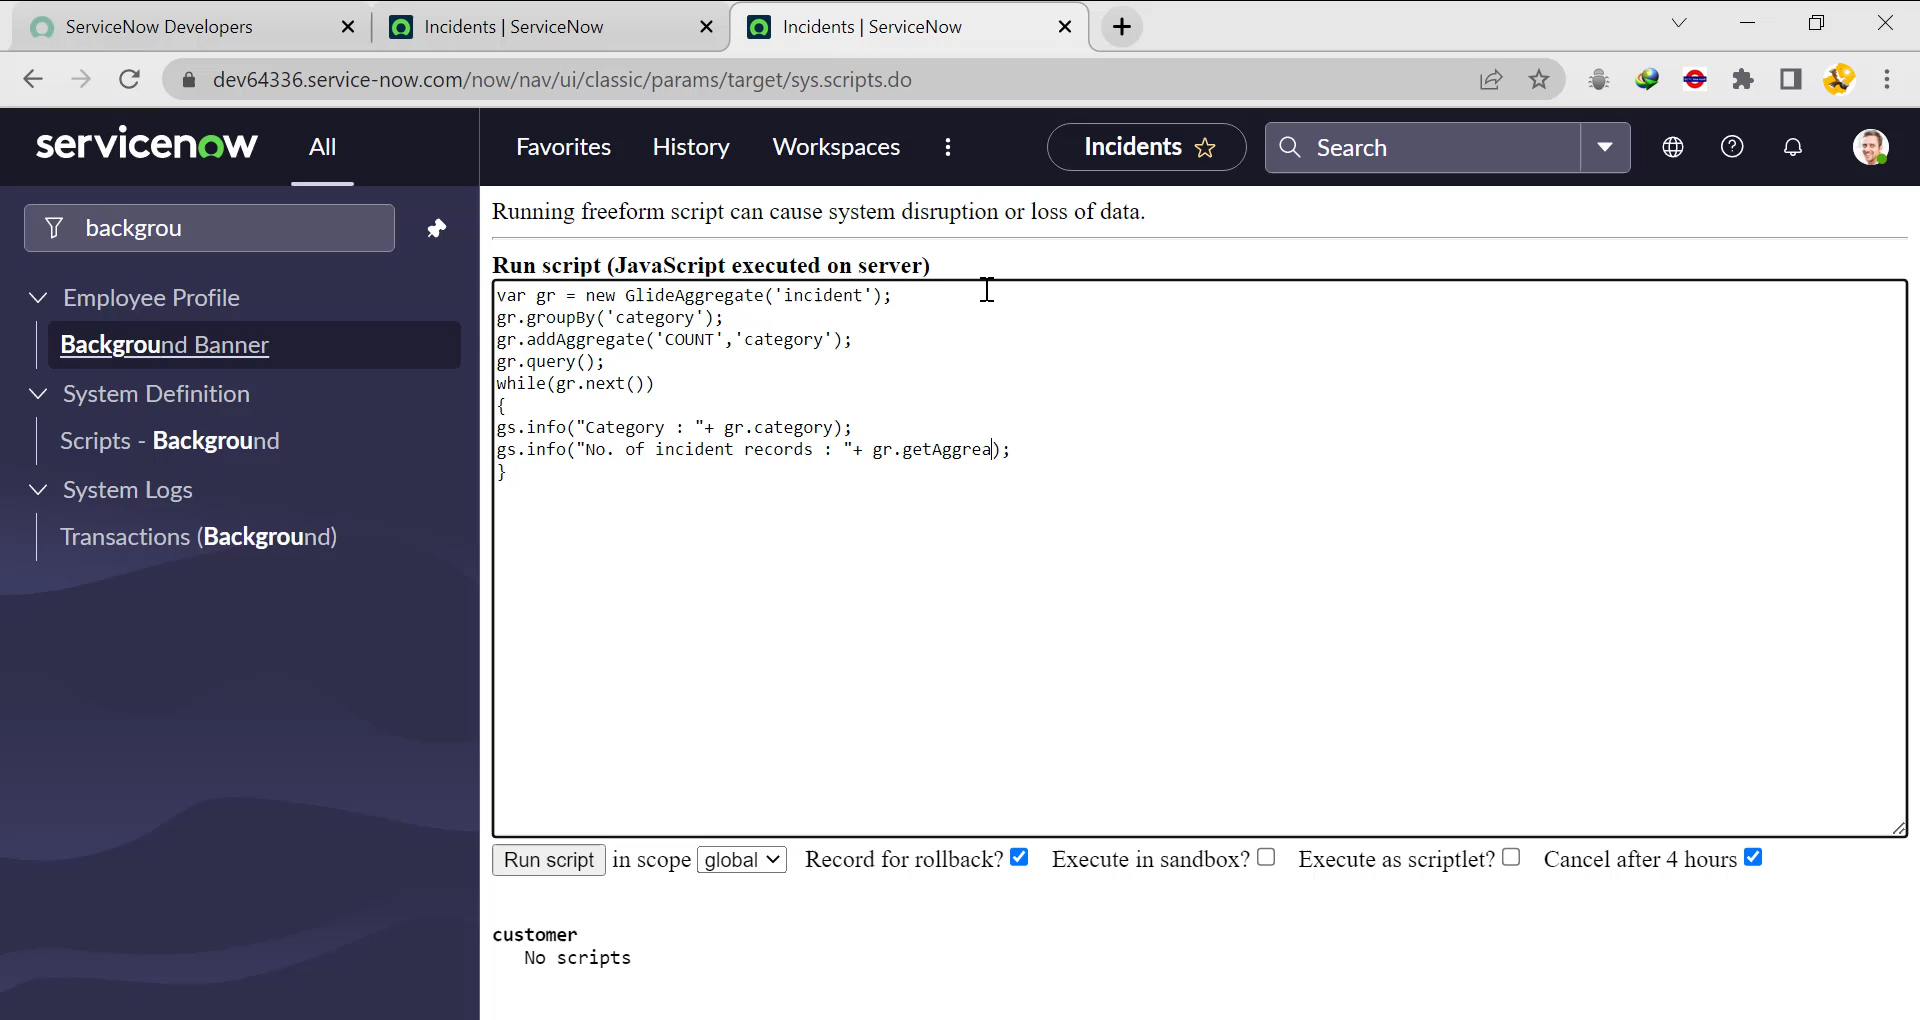 ServiceNow Developers
Incidents | ServiceNow
Incidents | ServiceNow
dev64336.service-now.com/now/nav/ui/classic/params/target/sys.scripts.do
servicenow
All
Favorites
History
Workspaces
Incidents
Search
backgrou
Employee Profile
Background Banner
System Definition
Scripts - Background
System Logs
Transactions (Background)
Running freeform script can cause system disruption or loss of data.
Run script (JavaScript executed on server)
var gr = new GlideAggregate('incident');
gr.groupBy('category');
gr.addAggregate('COUNT','category');
gr.query();
while(gr.next())
{
gs.info("Category : "+ gr.category);
gs.info("No. of incident records : "+ gr.getAggrea);
}
Run script in scope global Record for rollback? Execute in sandbox? Execute as scriptlet? Cancel after 4 hours
customer
No scripts